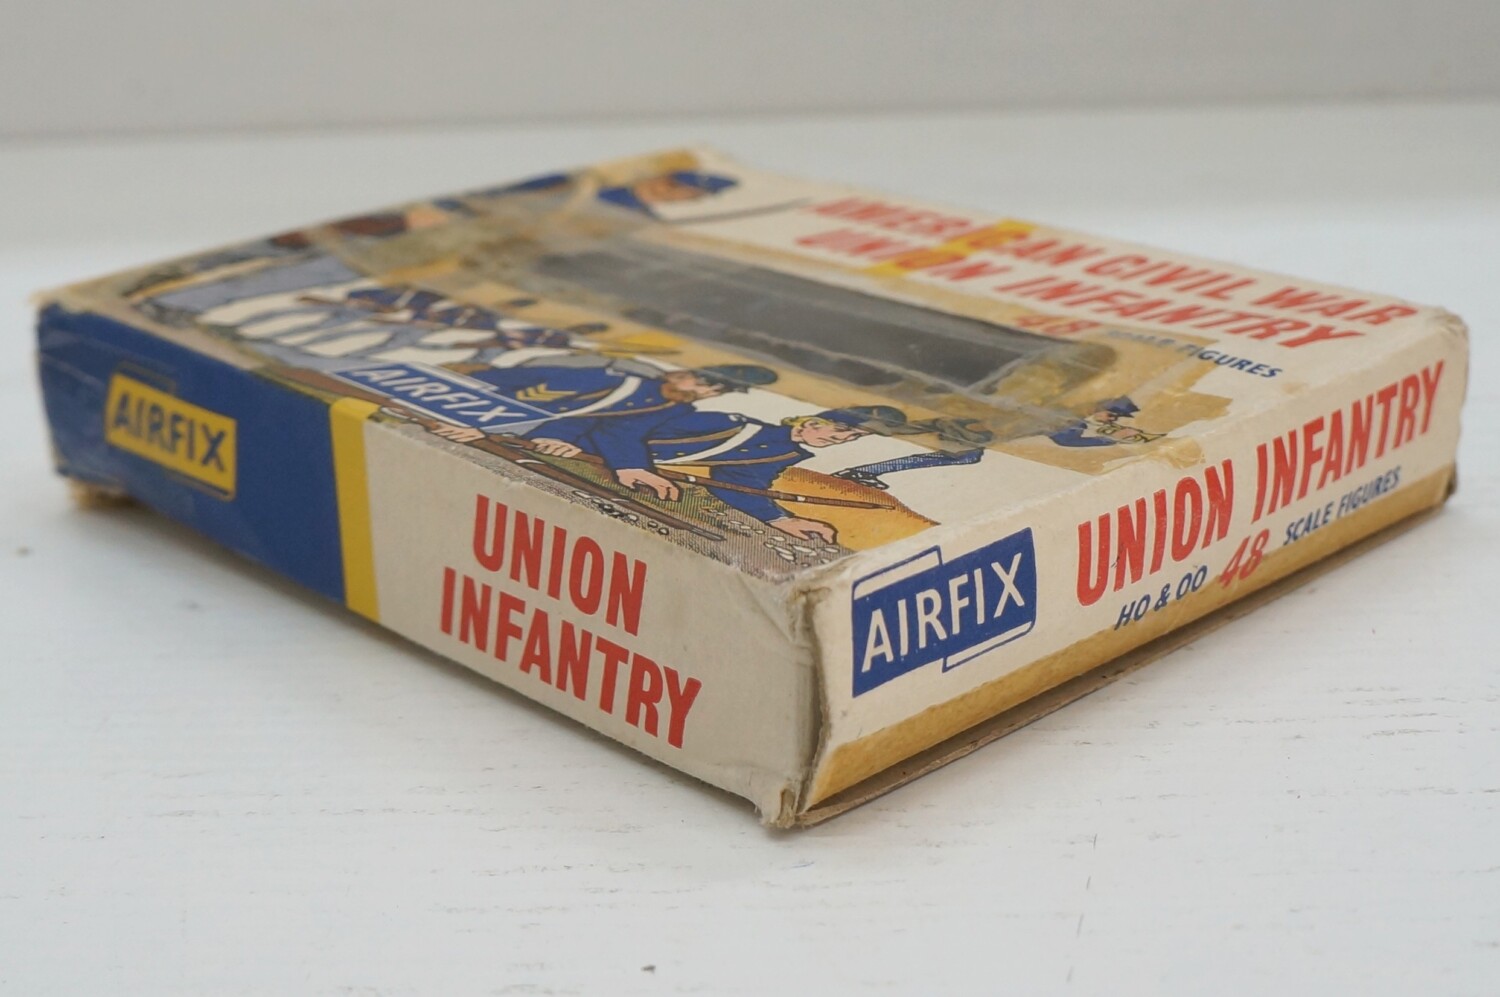 AMERICAN CIVIL WAR
UNION INFANTRY
48 FIGURES
AIRFIX
AIRFIX
UNION
INFANTRY
AIRFIX
UNION INFANTRY
HO & OO 48 SCALE FIGURES